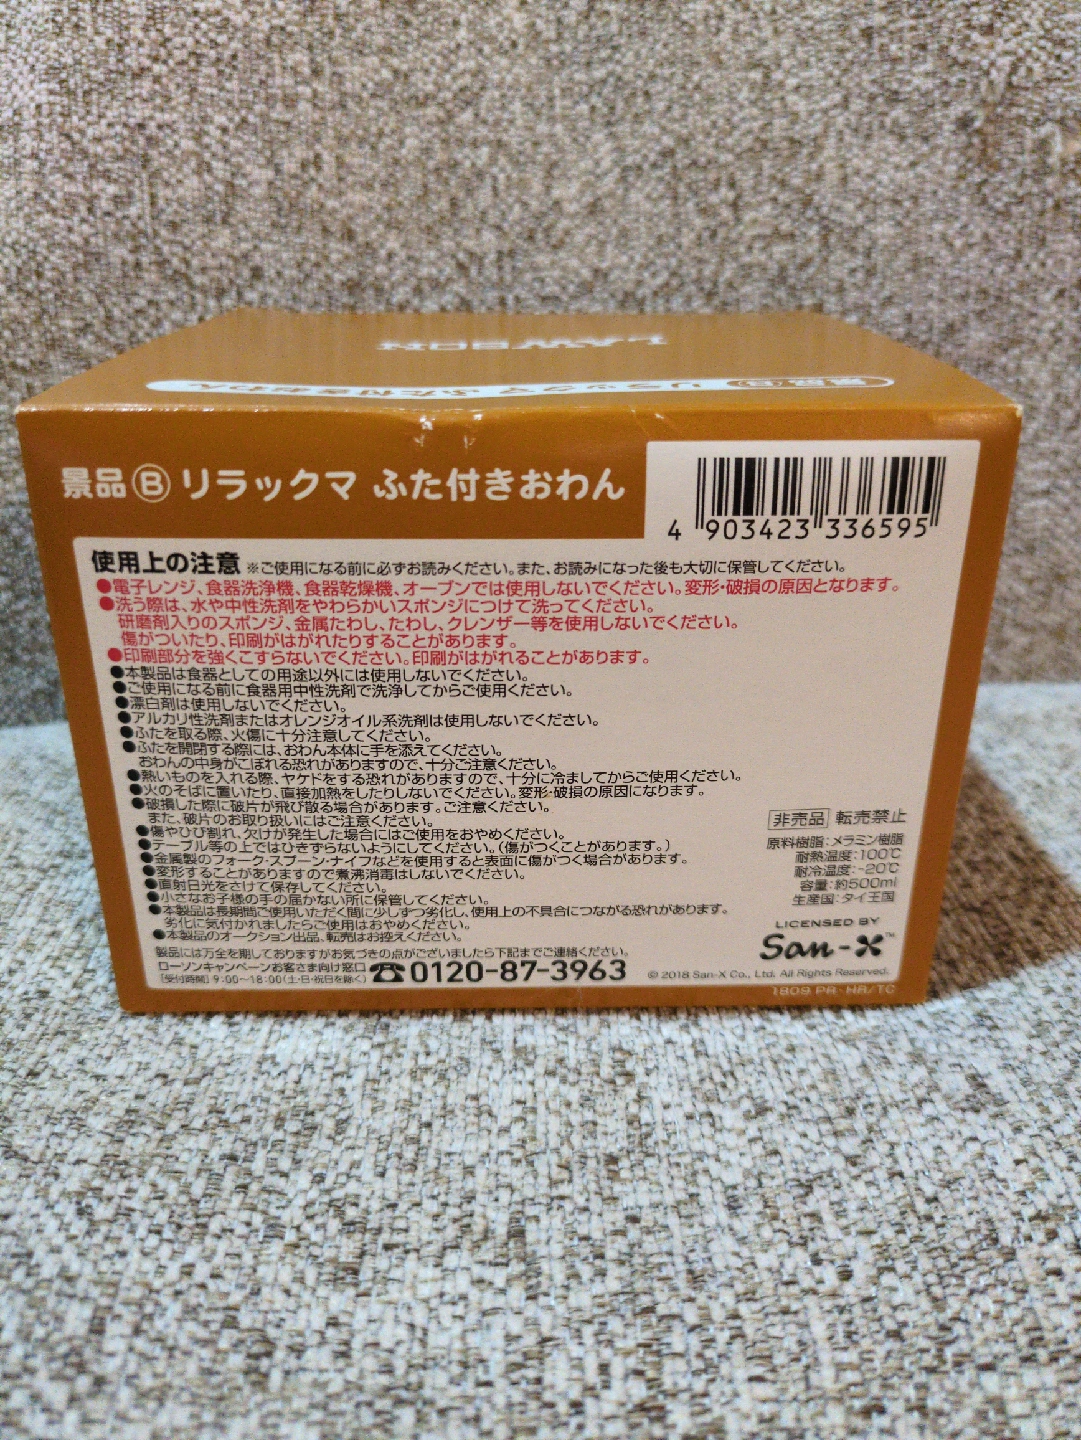 LAWSON
景品Ⓑ リラックマ ふた付きおわん
景品Ⓑ リラックマ ふた付きおわん
4 903423 336595
使用上の注意 ※ご使用になる前に必ずお読みください。また、お読みになった後も大切に保管してください。
●電子レンジ、食器洗浄機、食器乾燥機、オーブンでは使用しないでください。変形・破損の原因となります。
●洗う際は、水や中性洗剤をやわらかいスポンジにつけて洗ってください。
研磨剤入りのスポンジ、金属たわし、たわし、クレンザー等を使用しないでください。
傷がついたり、印刷がはがれたりすることがあります。
●印刷部分を強くこすらないでください。印刷がはがれることがあります。
●本製品は食器としての用途以外には使用しないでください。
●ご使用になる前に食器用中性洗剤で洗浄してからご使用ください。
●漂白剤は使用しないでください。
●アルカリ性洗剤またはオレンジオイル系洗剤は使用しないでください。
●ふたを取る際、火傷に十分注意してください。
●ふたを開閉する際には、おわん本体に手を添えてください。
おわんの中身がこぼれる恐れがありますので、十分ご注意ください。
●熱いものを入れる際、ヤケドをする恐れがありますので、十分に冷ましてからご使用ください。
●火のそばに置いたり、直接加熱をしたりしないでください。変形・破損の原因になります。
●破損した際に破片が飛び散る場合があります。ご注意ください。
また、破片のお取り扱いにはご注意ください。
●傷やひび割れ、欠けが発生した場合にはご使用をおやめください。
●テーブル等の上ではひきずらないようにしてください。(傷がつくことがあります。)
●金属製のフォーク・スプーン・ナイフなどを使用すると表面に傷がつく場合があります。
●変形することがありますので煮沸消毒はしないでください。
●直射日光をさけて保存してください。
●小さなお子様の手の届かない所に保管してください。
●本製品は長期間ご使用いただく間に少しずつ劣化し、使用上の不具合につながる恐れがあります。
劣化に気付かれましたらご使用はおやめください。
●本製品のオークション出品、転売はお控えください。
製品には万全を期しておりますがお気づきの点がございましたら下記までご連絡ください。
ローソンキャンペーンお客さま向け窓口 ☎0120-87-3963
[受付時間] 9:00〜18:00(土・日・祝日を除く)
非売品 転売禁止
原料樹脂：メラミン樹脂
耐熱温度：100℃
耐冷温度：-20℃
容量：約500ml
生産国：タイ王国
LICENSED BY
San-X™
© 2018 San-X Co., Ltd. All Rights Reserved.
1809 PR・NR/TC